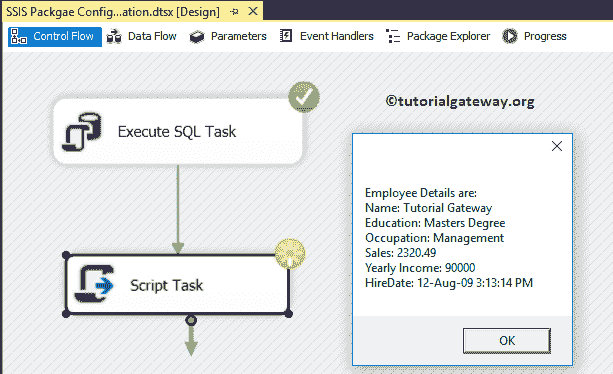 SSIS Packgae Config...ation.dtsx [Design]
Control Flow Data Flow Parameters Event Handlers Package Explorer Progress
©tutorialgateway.org
Execute SQL Task
Script Task
Employee Details are:
Name: Tutorial Gateway
Education: Masters Degree
Occupation: Management
Sales: 2320.49
Yearly Income: 90000
HireDate: 12-Aug-09 3:13:14 PM
OK